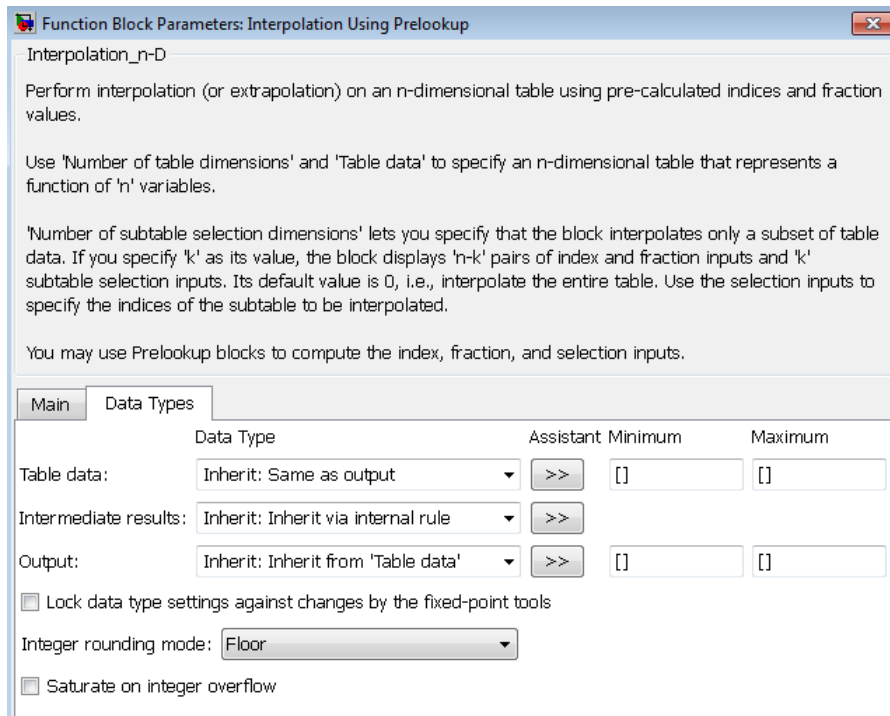 Function Block Parameters: Interpolation Using Prelookup
Interpolation_n-D
Perform interpolation (or extrapolation) on an n-dimensional table using pre-calculated indices and fraction
values.
Use 'Number of table dimensions' and 'Table data' to specify an n-dimensional table that represents a
function of 'n' variables.
'Number of subtable selection dimensions' lets you specify that the block interpolates only a subset of table
data. If you specify 'k' as its value, the block displays 'n-k' pairs of index and fraction inputs and 'k'
subtable selection inputs. Its default value is 0, i.e., interpolate the entire table. Use the selection inputs to
specify the indices of the subtable to be interpolated.
You may use Prelookup blocks to compute the index, fraction, and selection inputs.
Main Data Types
Data Type Assistant Minimum Maximum
Table data: Inherit: Same as output >> [] []
Intermediate results: Inherit: Inherit via internal rule >>
Output: Inherit: Inherit from 'Table data' >> [] []
Lock data type settings against changes by the fixed-point tools
Integer rounding mode: Floor
Saturate on integer overflow